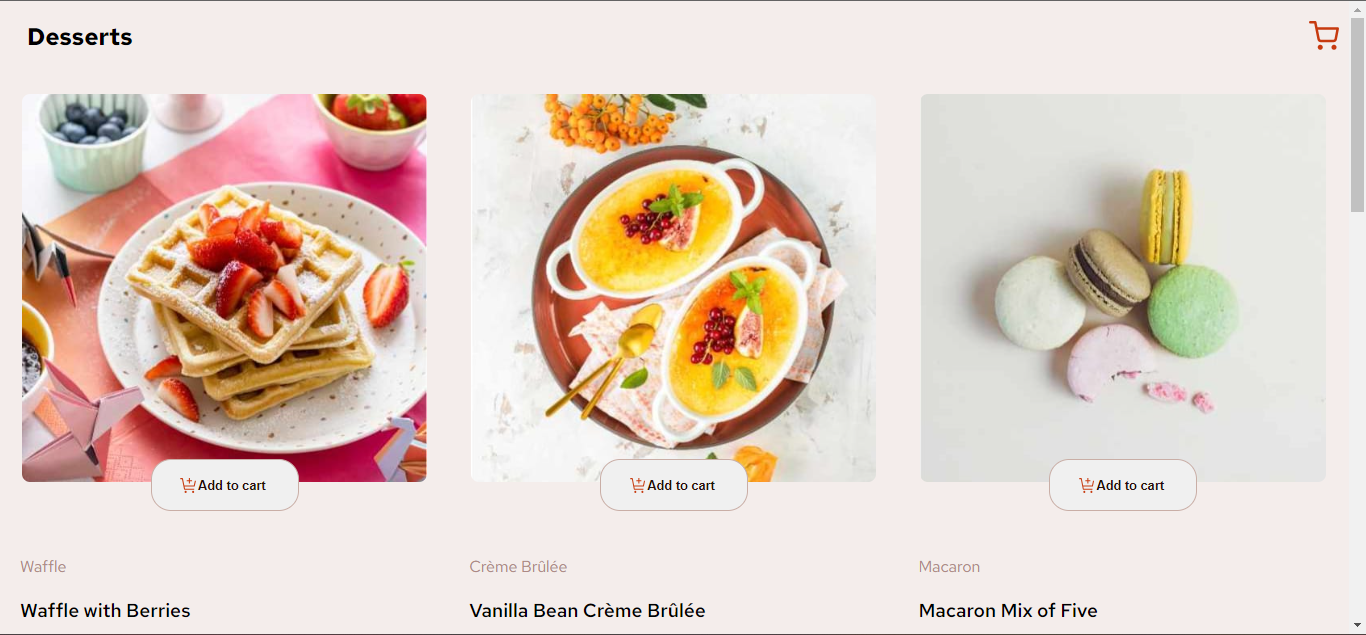 Desserts
Add to cart
Add to cart
Add to cart
Waffle
Crème Brûlée
Macaron
Waffle with Berries
Vanilla Bean Crème Brûlée
Macaron Mix of Five